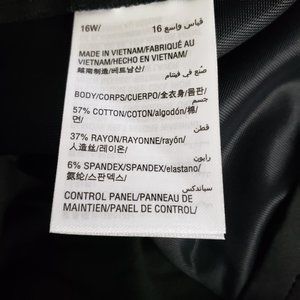 16W/ قياس واسع 16
MADE IN VIETNAM/FABRIQUÉ AU
VIETNAM/HECHO EN VIETNAM/
越南制造/베트남산/
صُنع في فيتنام
BODY/CORPS/CUERPO/全衣身/몸판/
جسم
57% COTTON/COTON/algodón/棉/
면/
قطن
37% RAYON/RAYONNE/rayón/
人造丝/레이온/
رايون
6% SPANDEX/SPANDEX/elastano/
氨纶/스판덱스/
سباندكس
CONTROL PANEL/PANNEAU DE
MAINTIEN/PANEL DE CONTROL/